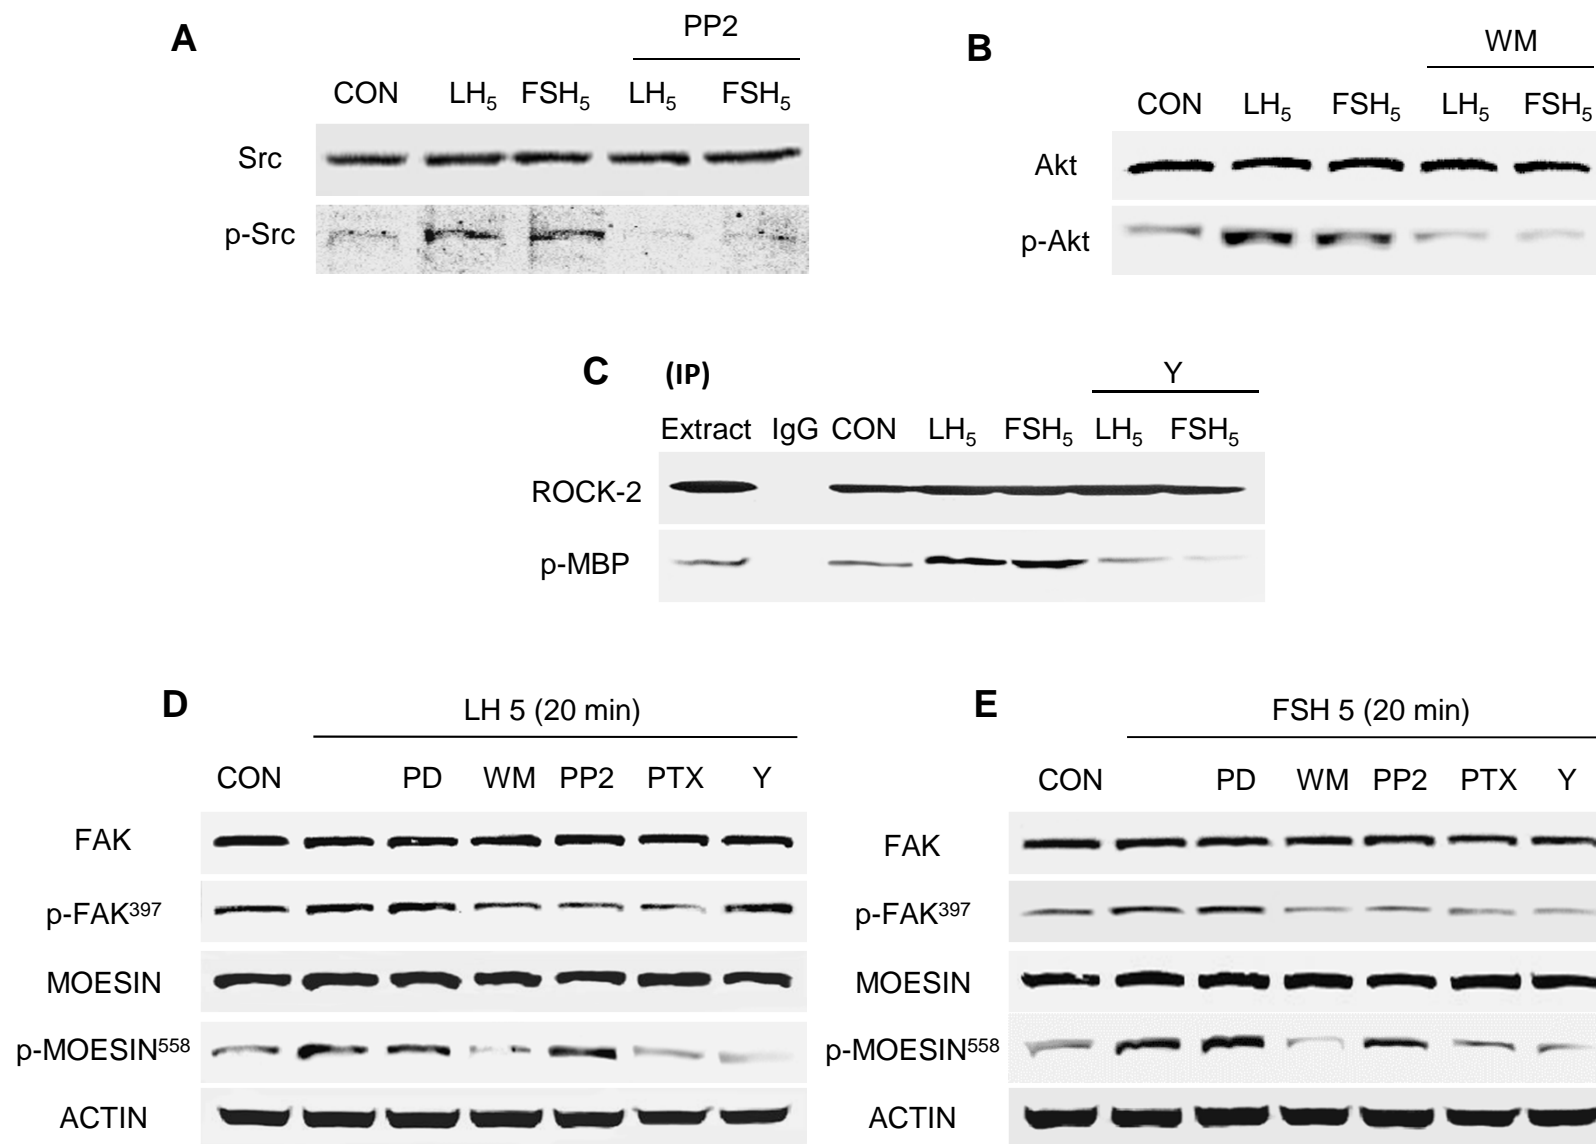 A
PP2
CON LH5 FSH5 LH5 FSH5
Src
p-Src
B
WM
CON LH5 FSH5 LH5 FSH5
Akt
p-Akt
C (IP)
Y
Extract IgG CON LH5 FSH5 LH5 FSH5
ROCK-2
p-MBP
D
LH 5 (20 min)
CON PD WM PP2 PTX Y
FAK
p-FAK397
MOESIN
p-MOESIN558
ACTIN
E
FSH 5 (20 min)
CON PD WM PP2 PTX Y
FAK
p-FAK397
MOESIN
p-MOESIN558
ACTIN